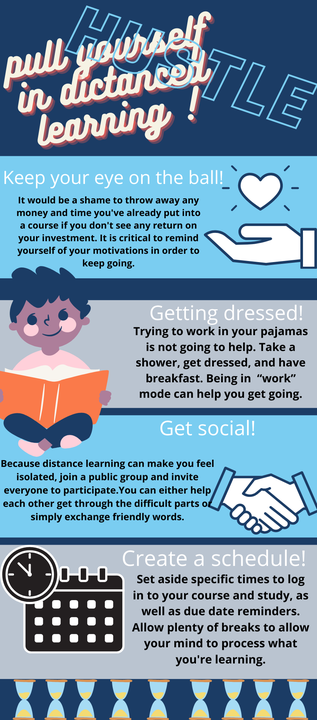 HUSTLE
pull yourself
in dictanced
learning !
Keep your eye on the ball!
It would be a shame to throw away any
money and time you've already put into
a course if you don't see any return on
your investment. It is critical to remind
yourself of your motivations in order to
keep going.
Getting dressed!
Trying to work in your pajamas
is not going to help. Take a
shower, get dressed, and have
breakfast. Being in “work”
mode can help you get going.
Get social!
Because distance learning can make you feel
isolated, join a public group and invite
everyone to participate.You can either help
each other get through the difficult parts or
simply exchange friendly words.
Create a schedule!
Set aside specific times to log
in to your course and study, as
well as due date reminders.
Allow plenty of breaks to allow
your mind to process what
you're learning.